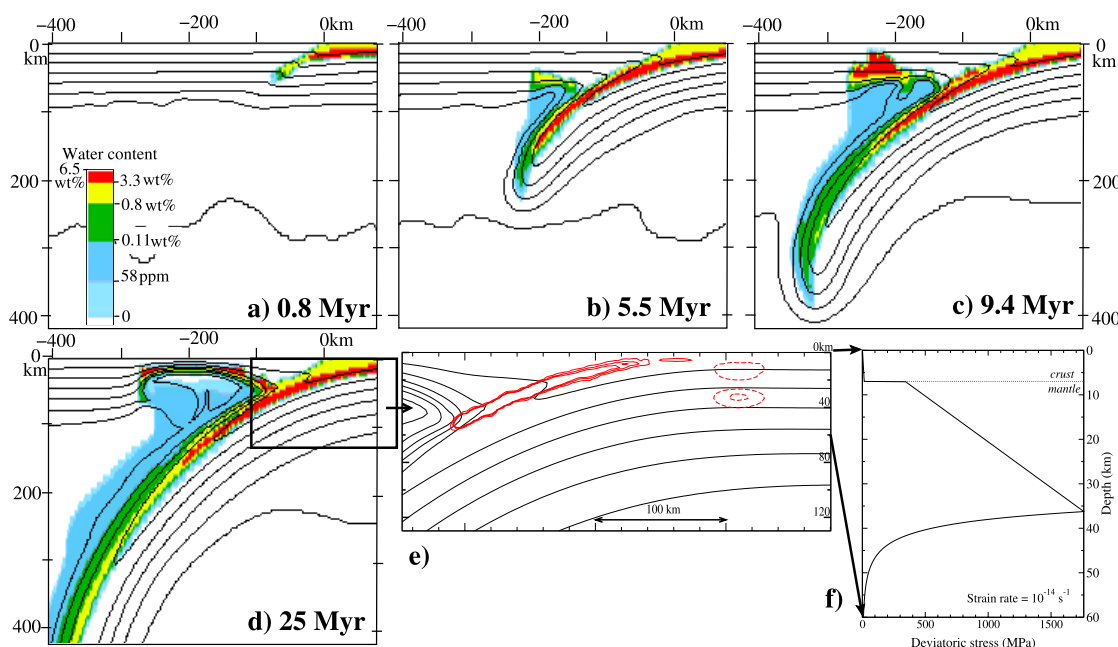 −400 −200 0km
−400 −200 0km
−400 −200 0km
0
km
200
400
0
km
200
400
Water content
6.5
wt%
3.3 wt%
0.8 wt%
0.11wt%
58 ppm
0
a) 0.8 Myr
b) 5.5 Myr
c) 9.4 Myr
−400 −200 0km
0
km
200
400
d) 25 Myr
0km
40
80
120
100 km
e)
0
10
20
30
40
50
60
Depth (km)
crust
mantle
Strain rate = 10⁻¹⁴ s⁻¹
f)
0 500 1000 1500
Deviatoric stress (MPa)